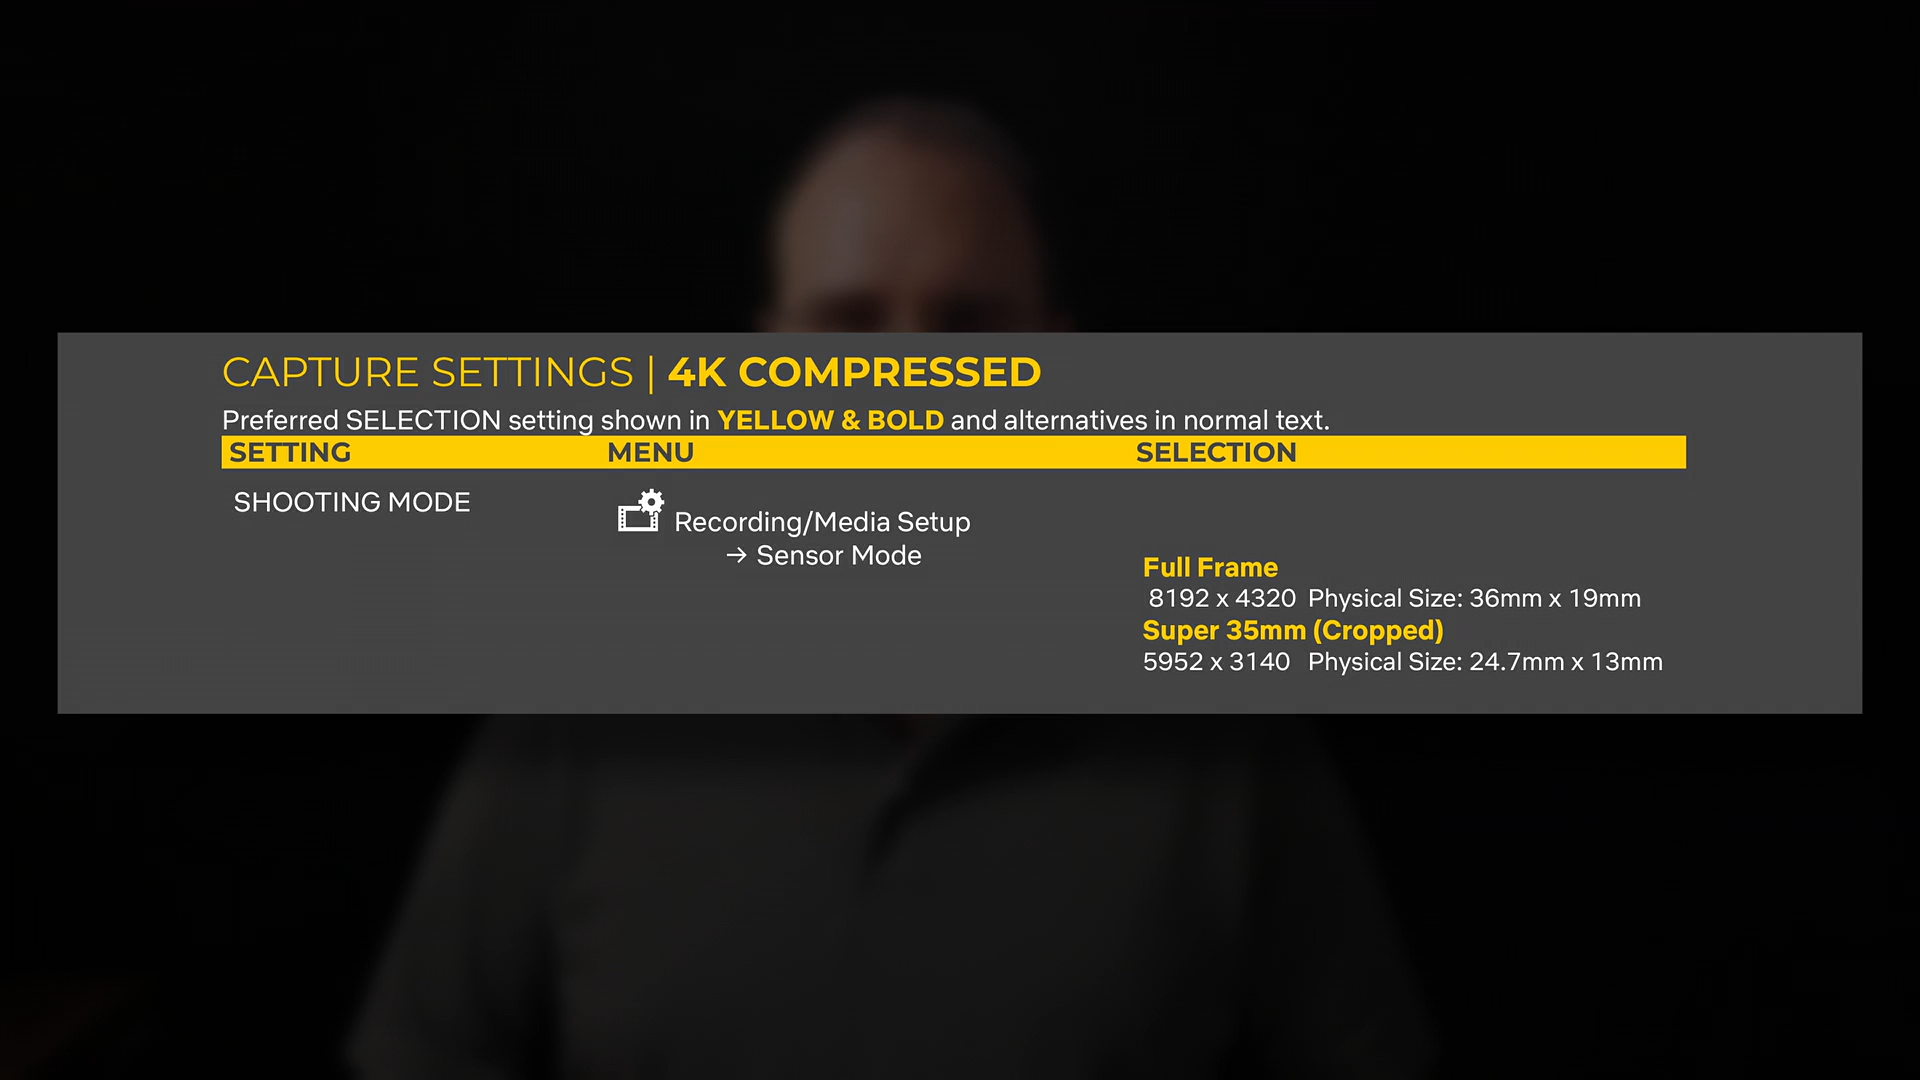 CAPTURE SETTINGS | 4K COMPRESSED
Preferred SELECTION setting shown in YELLOW & BOLD and alternatives in normal text.
SETTING MENU SELECTION
SHOOTING MODE
Recording/Media Setup
→ Sensor Mode
Full Frame
8192 x 4320 Physical Size: 36mm x 19mm
Super 35mm (Cropped)
5952 x 3140 Physical Size: 24.7mm x 13mm